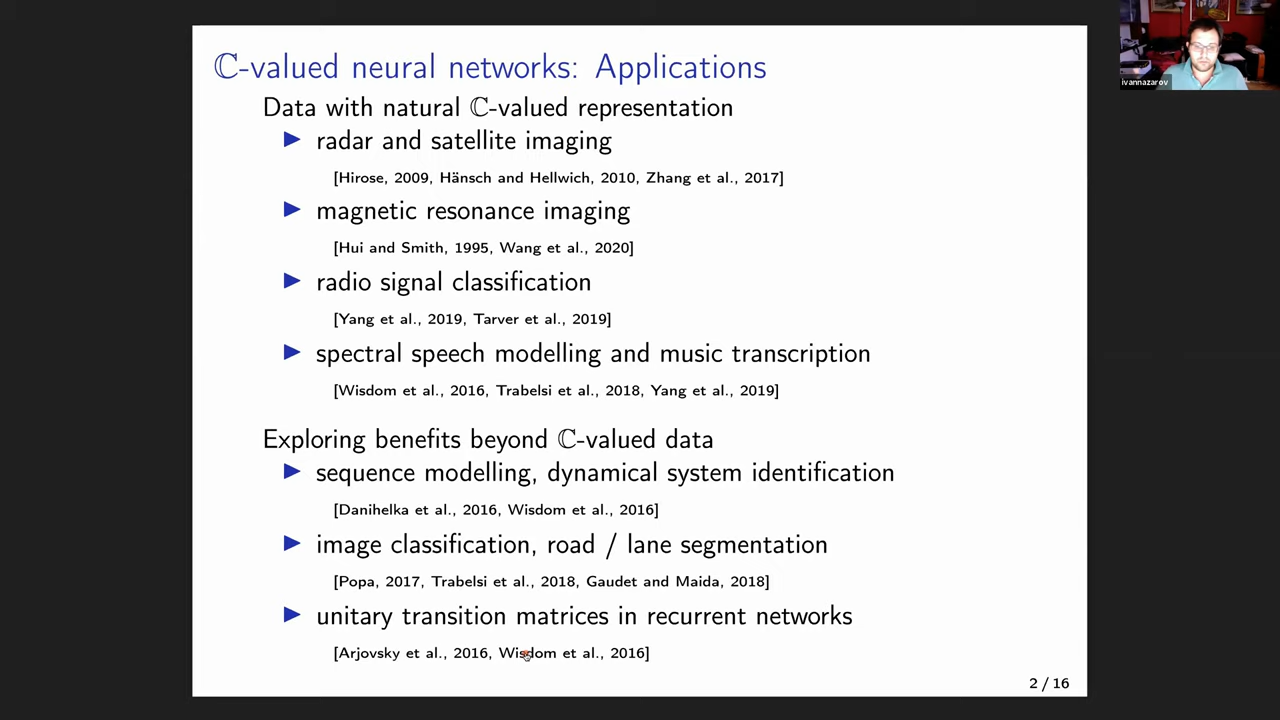 ℂ-valued neural networks: Applications
Data with natural ℂ-valued representation
▶ radar and satellite imaging
[Hirose, 2009, Hänsch and Hellwich, 2010, Zhang et al., 2017]
▶ magnetic resonance imaging
[Hui and Smith, 1995, Wang et al., 2020]
▶ radio signal classification
[Yang et al., 2019, Tarver et al., 2019]
▶ spectral speech modelling and music transcription
[Wisdom et al., 2016, Trabelsi et al., 2018, Yang et al., 2019]
Exploring benefits beyond ℂ-valued data
▶ sequence modelling, dynamical system identification
[Danihelka et al., 2016, Wisdom et al., 2016]
▶ image classification, road / lane segmentation
[Popa, 2017, Trabelsi et al., 2018, Gaudet and Maida, 2018]
▶ unitary transition matrices in recurrent networks
[Arjovsky et al., 2016, Wisdom et al., 2016]
2 / 16
ivannazarov